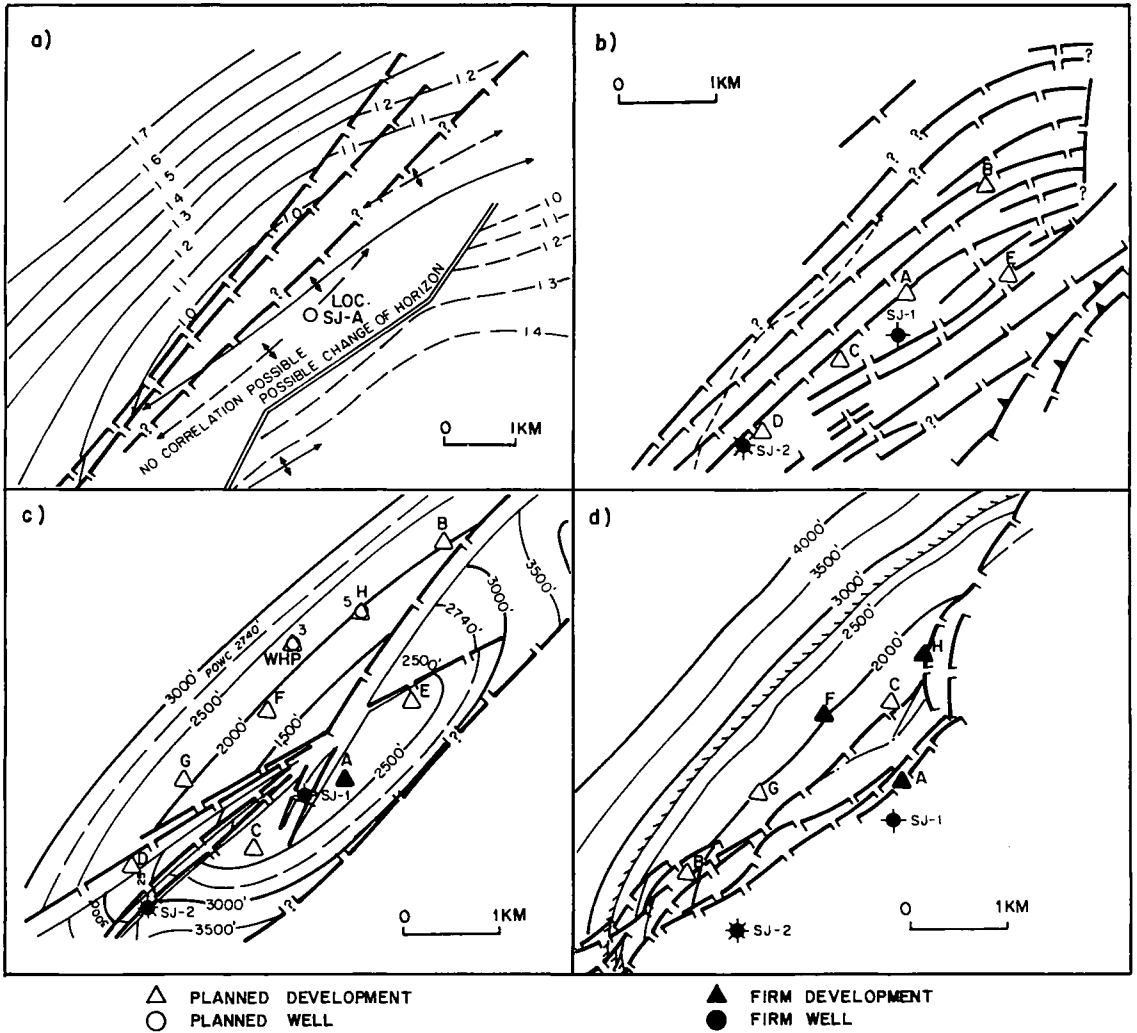 a)
1.7
1.6
1.5
1.4
1.3
1.2
1.1
1.0
1.2
1.2
1.1
1.1
?
1.0
?
?
?
LOC.
SJ-A
NO CORRELATION POSSIBLE
POSSIBLE CHANGE OF HORIZON
1.0
1.1
1.2
1.3
1.4
0 1KM
b)
0 1KM
?
?
?
?
?
?
?
?
B
E
A
SJ-1
C
D
SJ-2
c)
B
H
5
3
WHP
F
G
D
SJ-1
A
C
E
SJ-2
3000'
POWC 2740'
2500'
2000'
1500'
3500'
3000'
2740'
2500'
2500'
?
?
3000'
3000'
3500'
0 1KM
d)
4000'
3500'
3000'
2500'
2000'
H
C
F
G
A
SJ-1
B
SJ-2
0 1KM
PLANNED DEVELOPMENT
PLANNED WELL
FIRM DEVELOPMENT
FIRM WELL